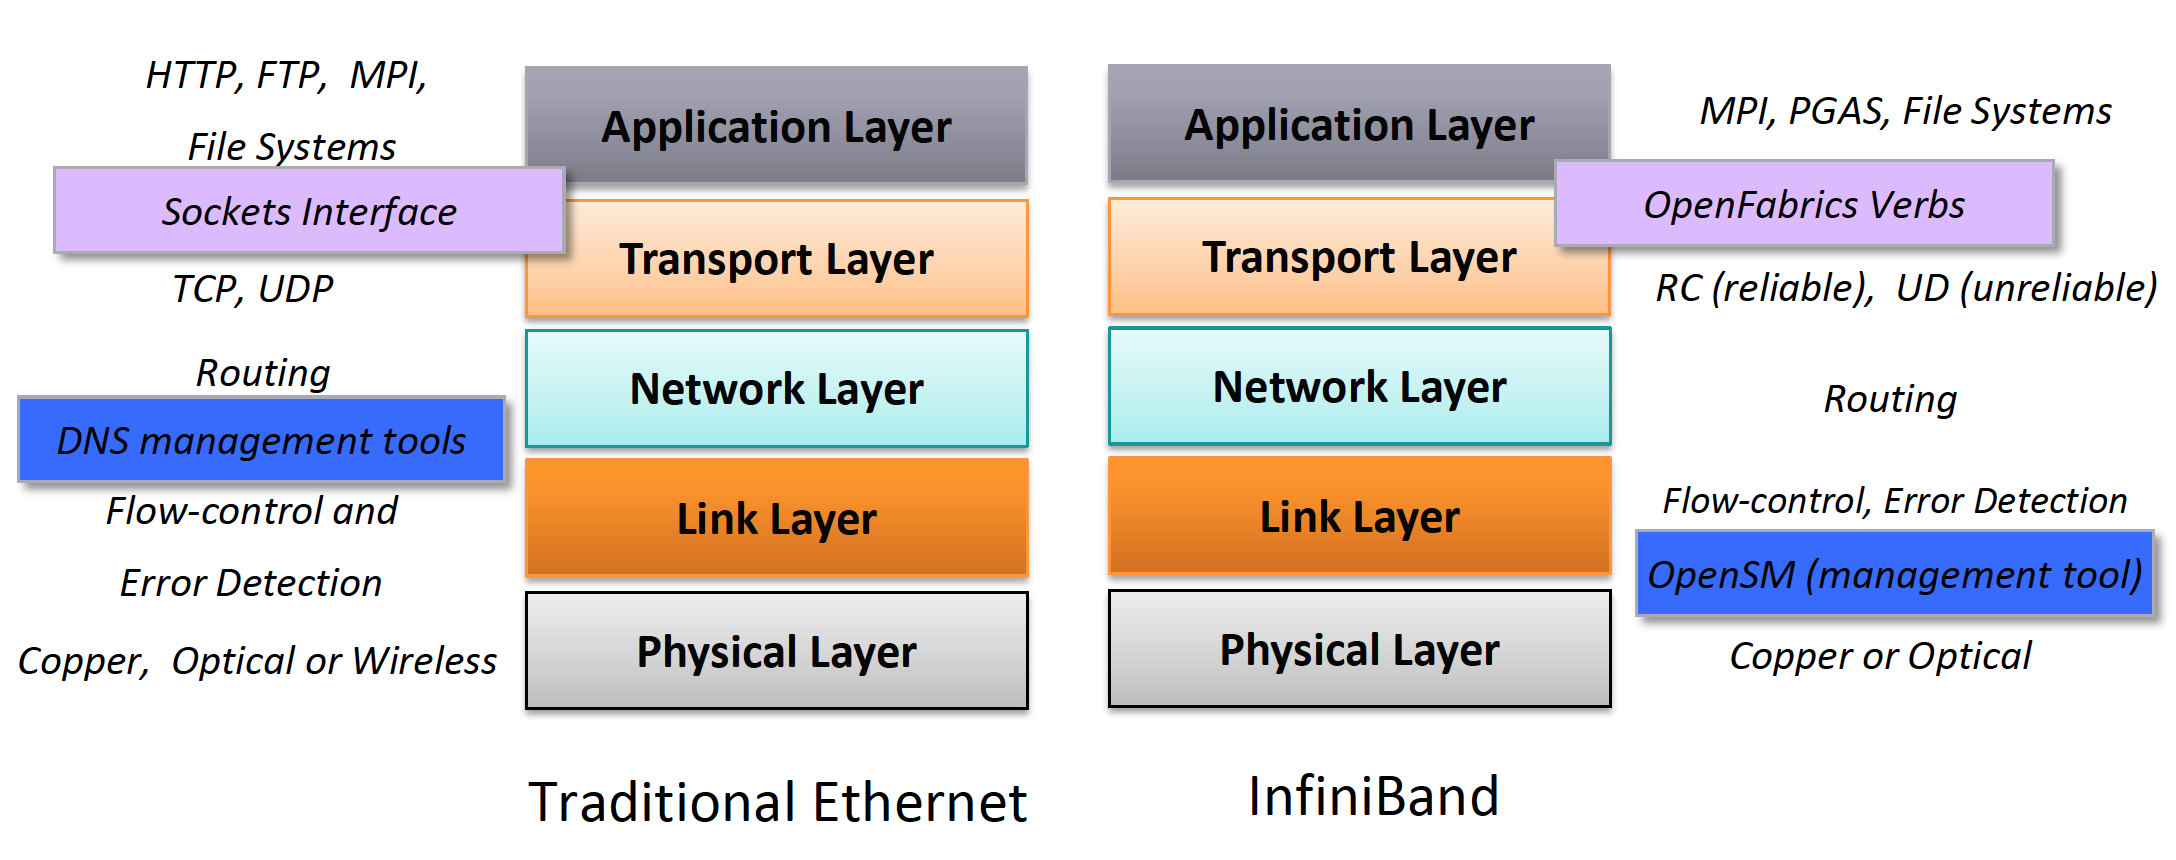 HTTP, FTP, MPI,
File Systems
Sockets Interface
TCP, UDP
Routing
DNS management tools
Flow-control and
Error Detection
Copper, Optical or Wireless
Application Layer
Transport Layer
Network Layer
Link Layer
Physical Layer
Traditional Ethernet
Application Layer
Transport Layer
Network Layer
Link Layer
Physical Layer
InfiniBand
MPI, PGAS, File Systems
OpenFabrics Verbs
RC (reliable), UD (unreliable)
Routing
Flow-control, Error Detection
OpenSM (management tool)
Copper or Optical